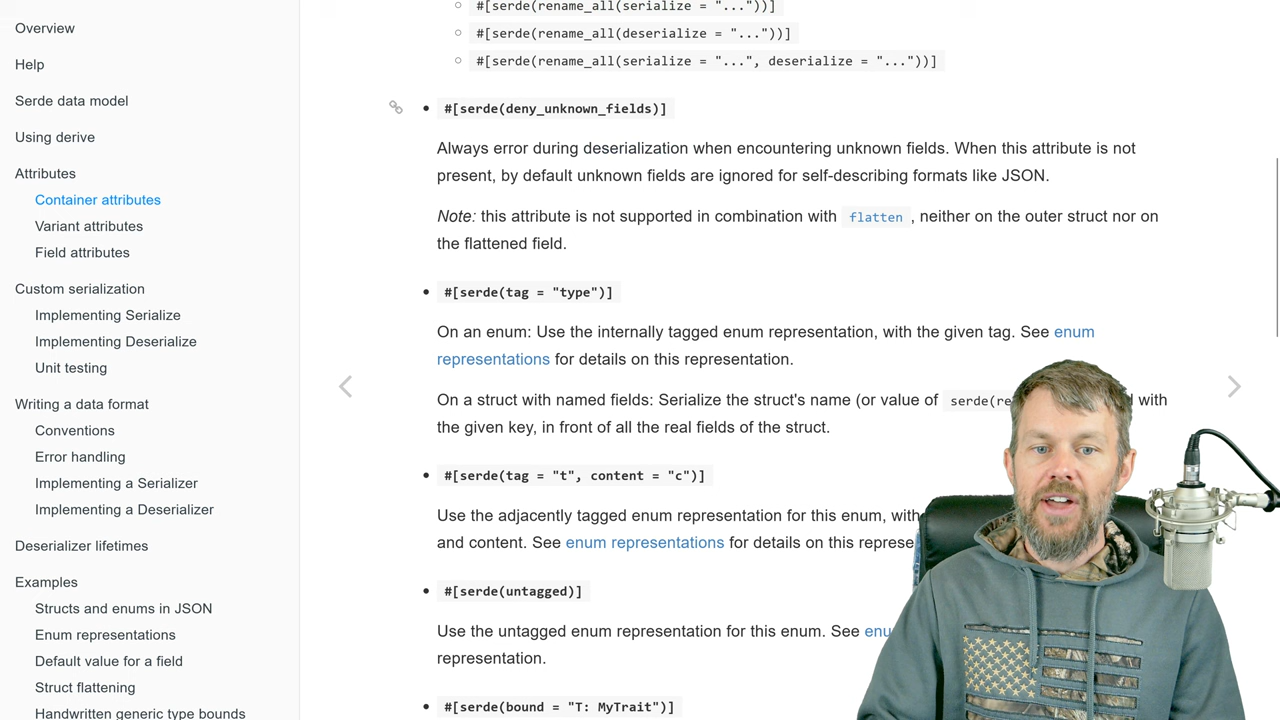 Overview
Help
Serde data model
Using derive
Attributes
Container attributes
Variant attributes
Field attributes
Custom serialization
Implementing Serialize
Implementing Deserialize
Unit testing
Writing a data format
Conventions
Error handling
Implementing a Serializer
Implementing a Deserializer
Deserializer lifetimes
Examples
Structs and enums in JSON
Enum representations
Default value for a field
Struct flattening
Handwritten generic type bounds
#[serde(rename_all(serialize = "..."))]
#[serde(rename_all(deserialize = "..."))]
#[serde(rename_all(serialize = "...", deserialize = "..."))]
#[serde(deny_unknown_fields)]
Always error during deserialization when encountering unknown fields. When this attribute is not
present, by default unknown fields are ignored for self-describing formats like JSON.
Note: this attribute is not supported in combination with flatten , neither on the outer struct nor on
the flattened field.
#[serde(tag = "type")]
On an enum: Use the internally tagged enum representation, with the given tag. See enum
representations for details on this representation.
On a struct with named fields: Serialize the struct's name (or value of serde(re with
the given key, in front of all the real fields of the struct.
#[serde(tag = "t", content = "c")]
Use the adjacently tagged enum representation for this enum, with
and content. See enum representations for details on this represe
#[serde(untagged)]
Use the untagged enum representation for this enum. See enu
representation.
#[serde(bound = "T: MyTrait")]